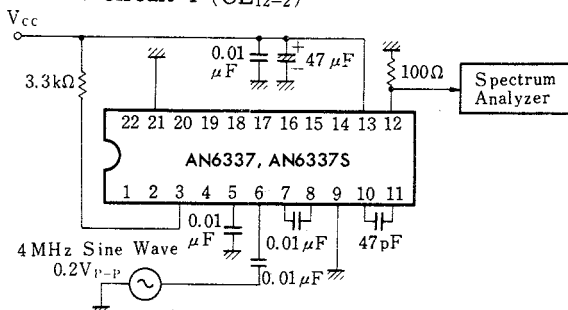 Circuit 1 (CL12-2)
Vcc
3.3kΩ
0.01 μF
+
47 μF
−
100Ω
Spectrum Analyzer
22 21 20 19 18 17 16 15 14 13 12
AN6337, AN6337S
1 2 3 4 5 6 7 8 9 10 11
0.01 μF
0.01μF
47pF
4MHz Sine Wave
0.2VP-P
0.01μF